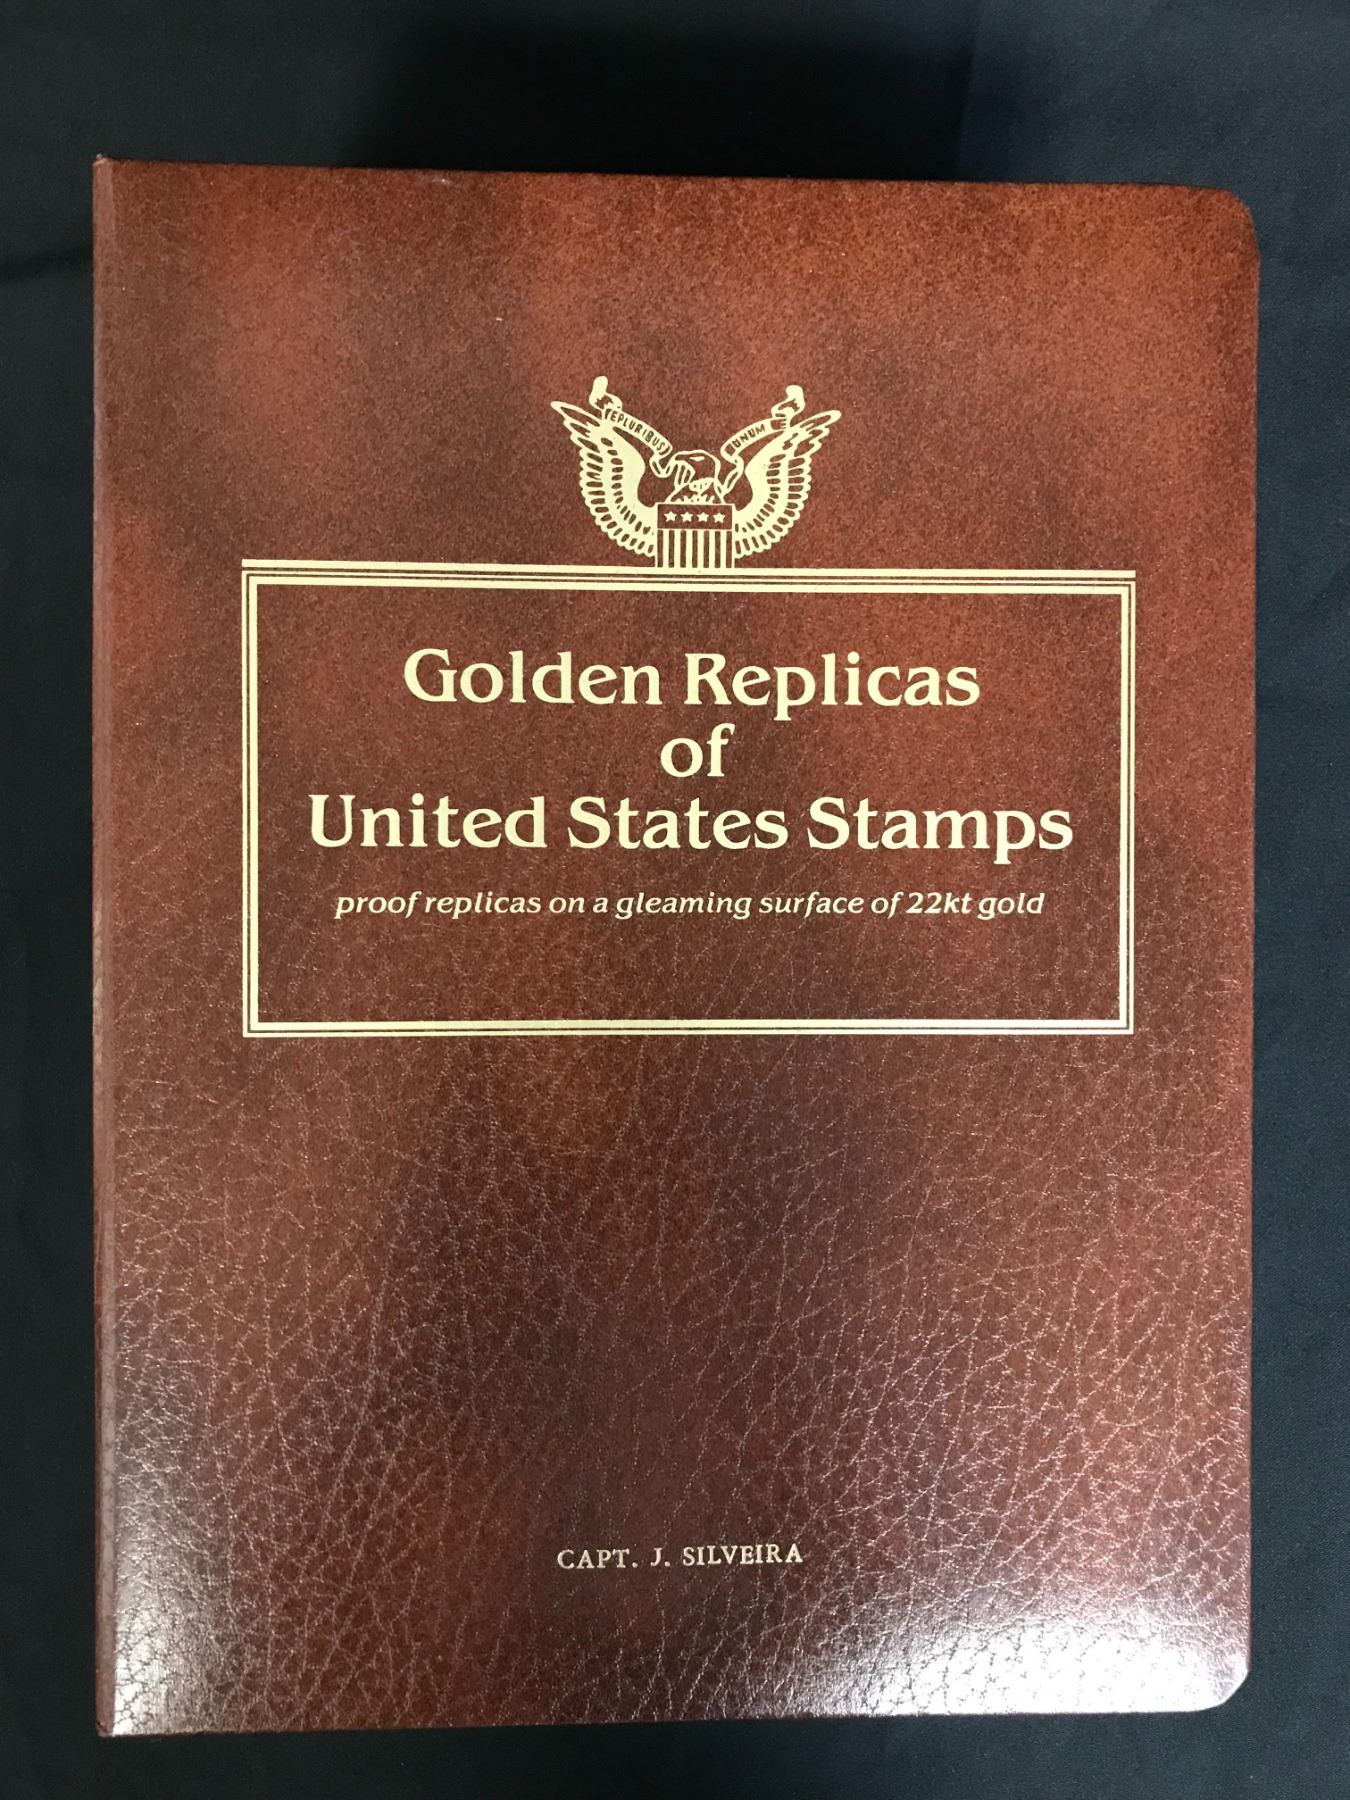 E PLURIBUS UNUM
Golden Replicas
of
United States Stamps
proof replicas on a gleaming surface of 22kt gold
CAPT. J. SILVEIRA